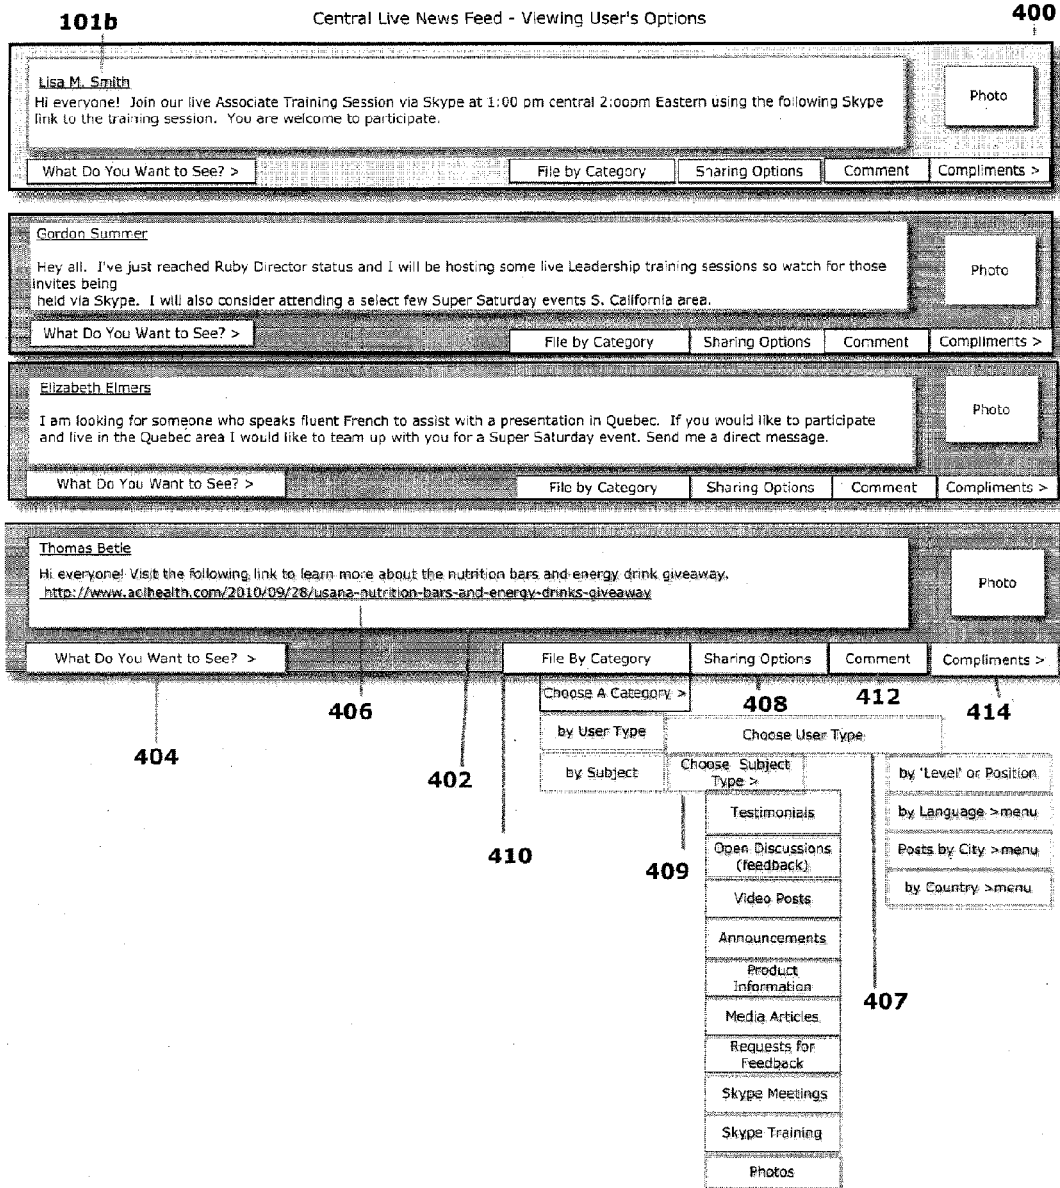 101b
Central Live News Feed - Viewing User's Options
400
Lisa M. Smith
Hi everyone! Join our live Associate Training Session via Skype at 1:00 pm central 2:oopm Eastern using the following Skype
link to the training session. You are welcome to participate.
Photo
What Do You Want to See? >
File by Category
Sharing Options
Comment
Compliments >
Gordon Summer
Hey all. I've just reached Ruby Director status and I will be hosting some live Leadership training sessions so watch for those
invites being
held via Skype. I will also consider attending a select few Super Saturday events S. California area.
Photo
What Do You Want to See? >
File by Category
Sharing Options
Comment
Compliments >
Elizabeth Elmers
I am looking for someone who speaks fluent French to assist with a presentation in Quebec. If you would like to participate
and live in the Quebec area I would like to team up with you for a Super Saturday event. Send me a direct message.
Photo
What Do You Want to See? >
File by Category
Sharing Options
Comment
Compliments >
Thomas Betle
Hi everyone! Visit the following link to learn more about the nutrition bars and energy drink giveaway.
http://www.aolhealth.com/2010/09/28/usana-nutrition-bars-and-energy-drinks-giveaway
Photo
What Do You Want to See? >
File By Category
Sharing Options
Comment
Compliments >
404
406
402
410
408
412
414
Choose A Category >
by User Type
Choose User Type
by Subject
Choose Subject
Type >
409
407
by 'Level' or Position
by Language >menu
Posts by City >menu
by Country >menu
Testimonials
Open Discussions
(feedback)
Video Posts
Announcements
Product
Information
Media Articles
Requests for
Feedback
Skype Meetings
Skype Training
Photos